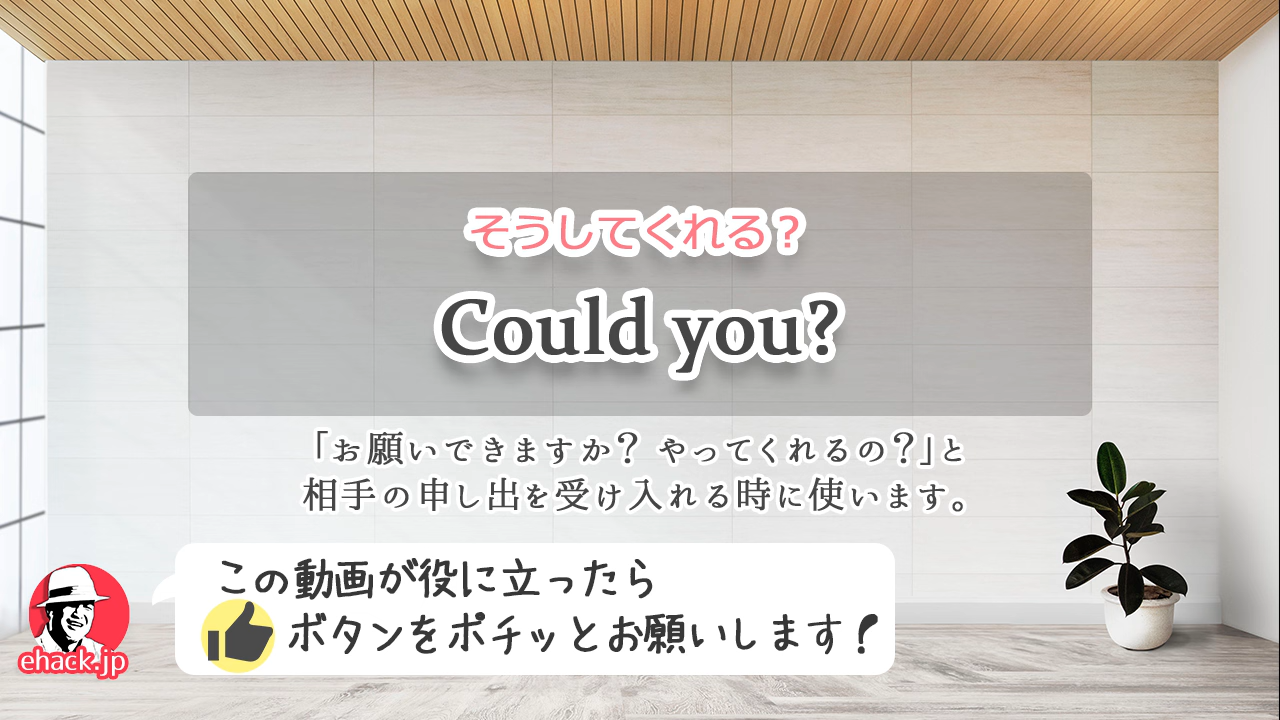 そうしてくれる？
Could you?
「お願いできますか？ やってくれるの？」と
相手の申し出を受け入れる時に使います。
この動画が役に立ったら
ボタンをポチッとお願いします！
ehack.jp